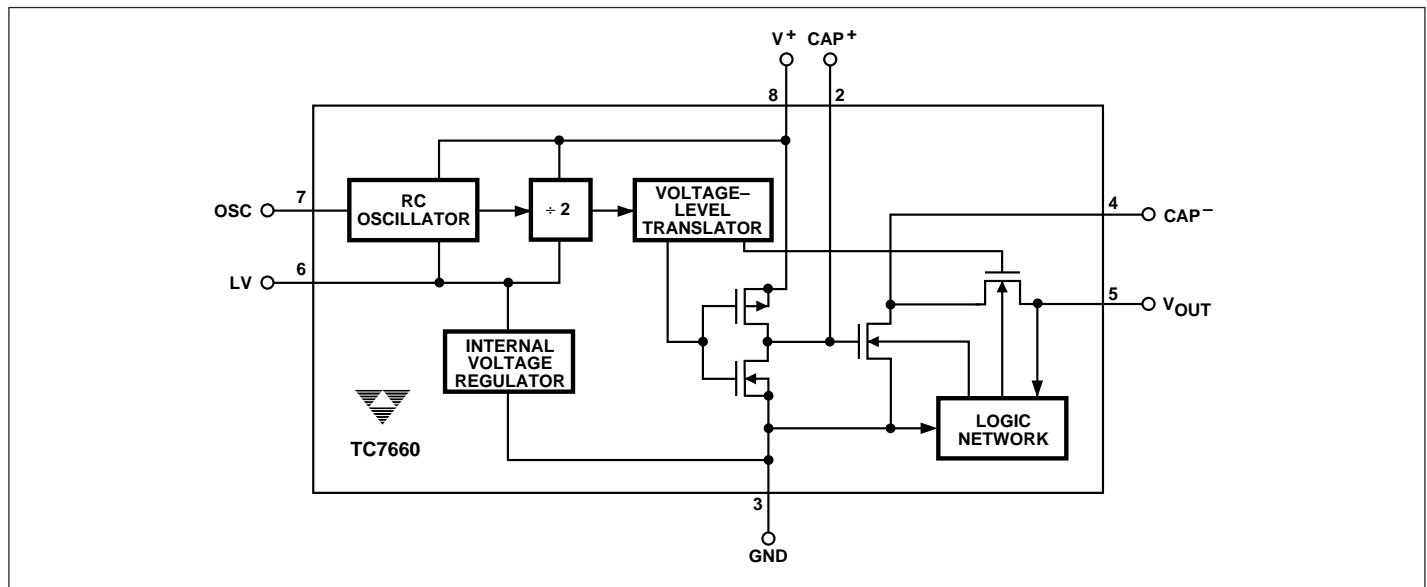 V+ CAP+
8 2
OSC 7
RC
OSCILLATOR
÷ 2
VOLTAGE–
LEVEL
TRANSLATOR
4 CAP–
LV 6
5 VOUT
INTERNAL
VOLTAGE
REGULATOR
LOGIC
NETWORK
TC7660
3
GND